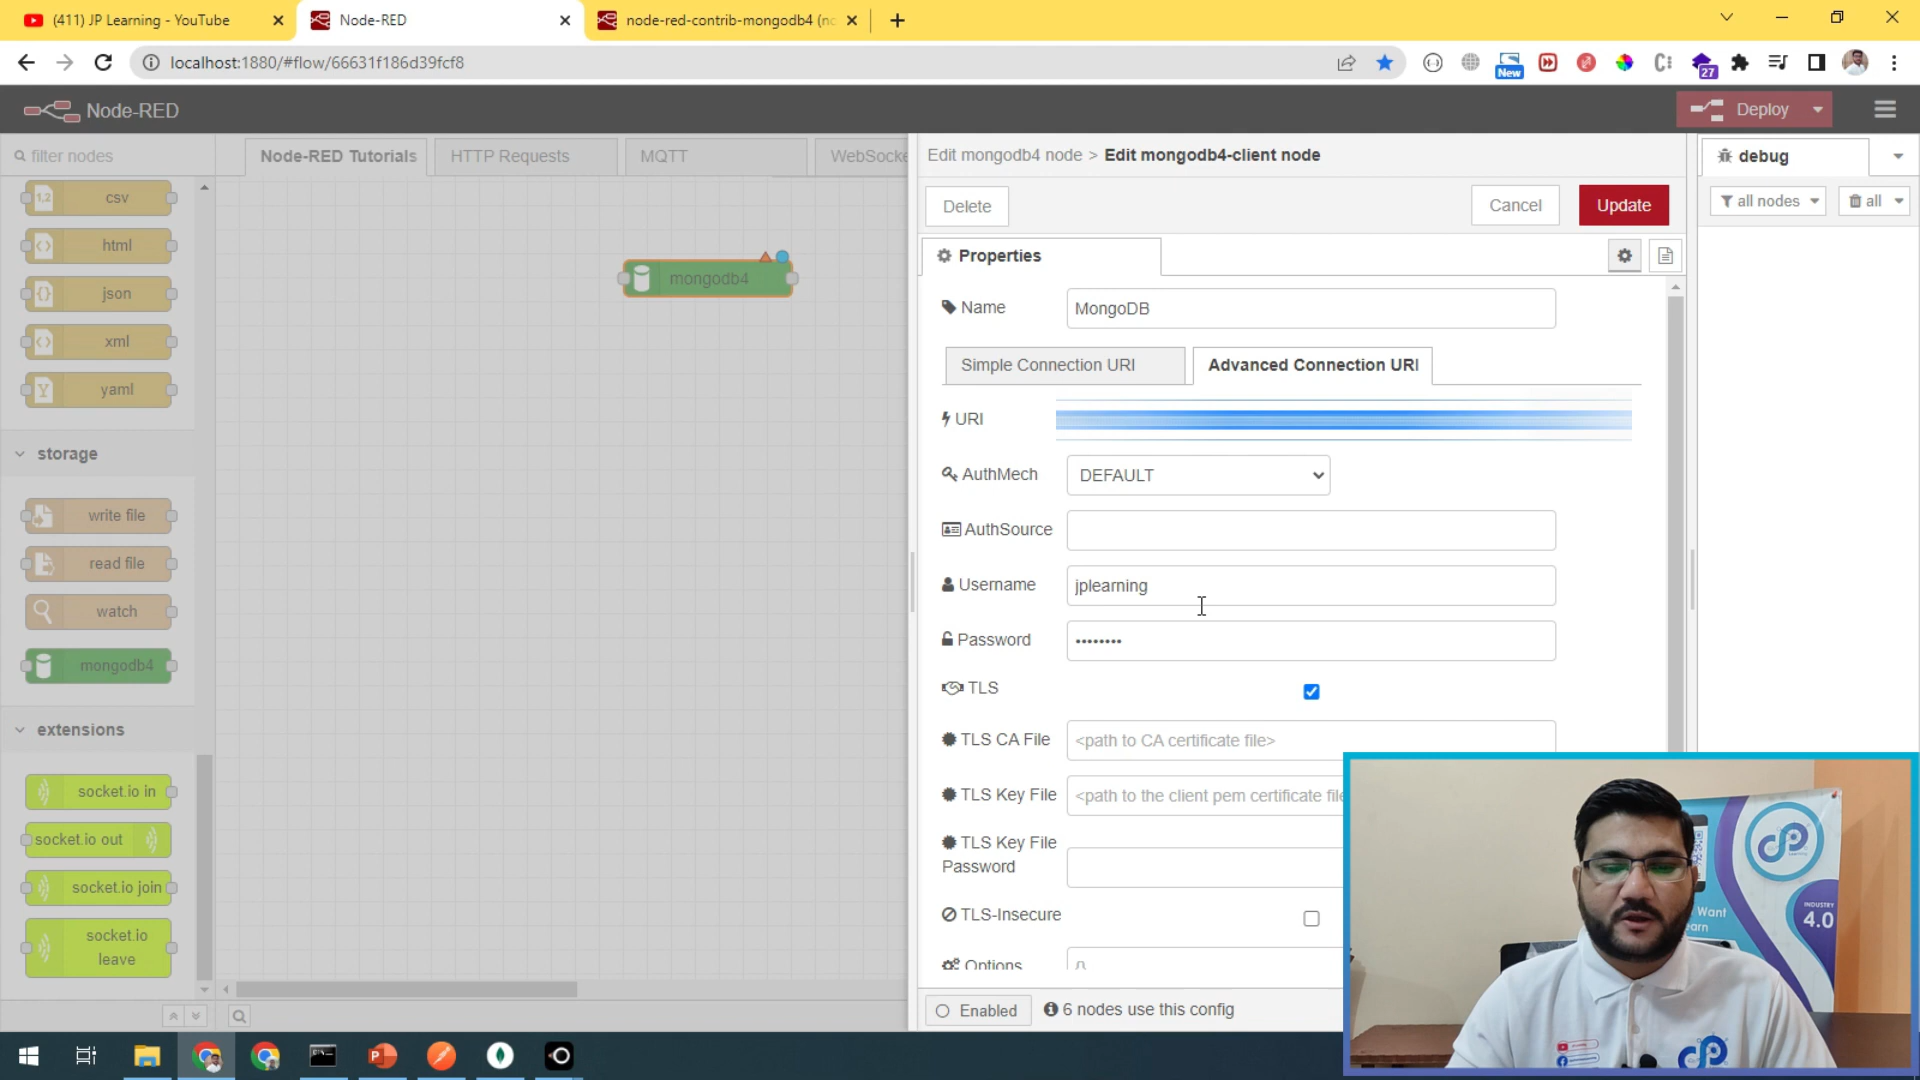 (411) JP Learning - YouTube
Node-RED
node-red-contrib-mongodb4 (no
localhost:1880/#flow/66631f186d39fcf8
New
27
Node-RED
Deploy
filter nodes
Node-RED Tutorials
HTTP Requests
MQTT
WebSocke
Edit mongodb4 node > Edit mongodb4-client node
debug
Delete
Cancel
Update
all nodes
all
csv
html
json
xml
yaml
storage
write file
read file
watch
mongodb4
extensions
socket.io in
socket.io out
socket.io join
socket.io
leave
mongodb4
Properties
Name
MongoDB
Simple Connection URI
Advanced Connection URI
URI
AuthMech
DEFAULT
AuthSource
Username
jplearning
Password
••••••••
TLS
TLS CA File
<path to CA certificate file>
TLS Key File
<path to the client pem certificate file
TLS Key File
Password
TLS-Insecure
Options
{}
Enabled
6 nodes use this config
Want
earn
INDUSTRY
4.0